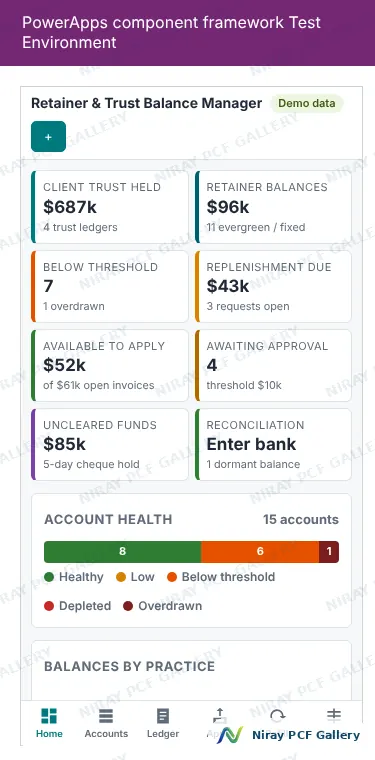 PowerApps component framework Test
Environment
Retainer & Trust Balance Manager Demo data
+
CLIENT TRUST HELD
$687k
4 trust ledgers
RETAINER BALANCES
$96k
11 evergreen / fixed
BELOW THRESHOLD
7
1 overdrawn
REPLENISHMENT DUE
$43k
3 requests open
AVAILABLE TO APPLY
$52k
of $61k open invoices
AWAITING APPROVAL
4
threshold $10k
UNCLEARED FUNDS
$85k
5-day cheque hold
RECONCILIATION
Enter bank
1 dormant balance
ACCOUNT HEALTH 15 accounts
8 6 1
Healthy Low Below threshold
Depleted Overdrawn
BALANCES BY PRACTICE
Home Accounts Ledger
Niray PCF Gallery
NIRAY PCF GALLERY